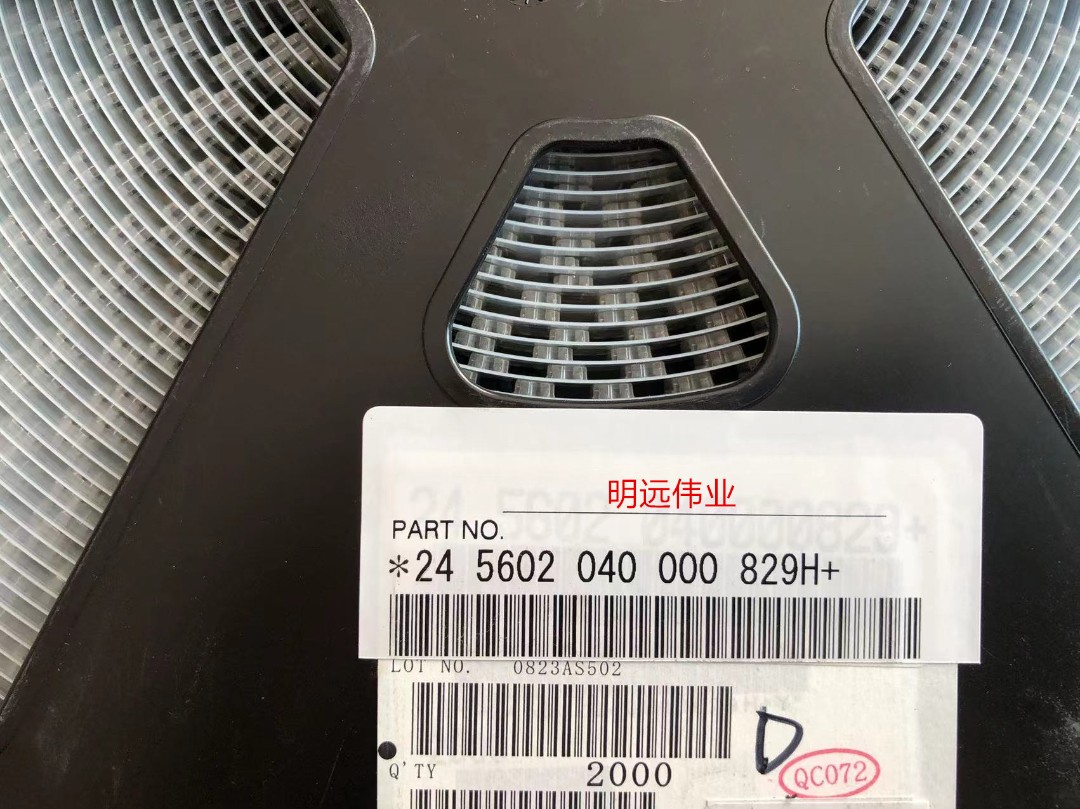 明远伟业
PART NO.
*24 5602 040 000 829H+
LOT NO. 0823AS502
D
Q'TY 2000
QC072